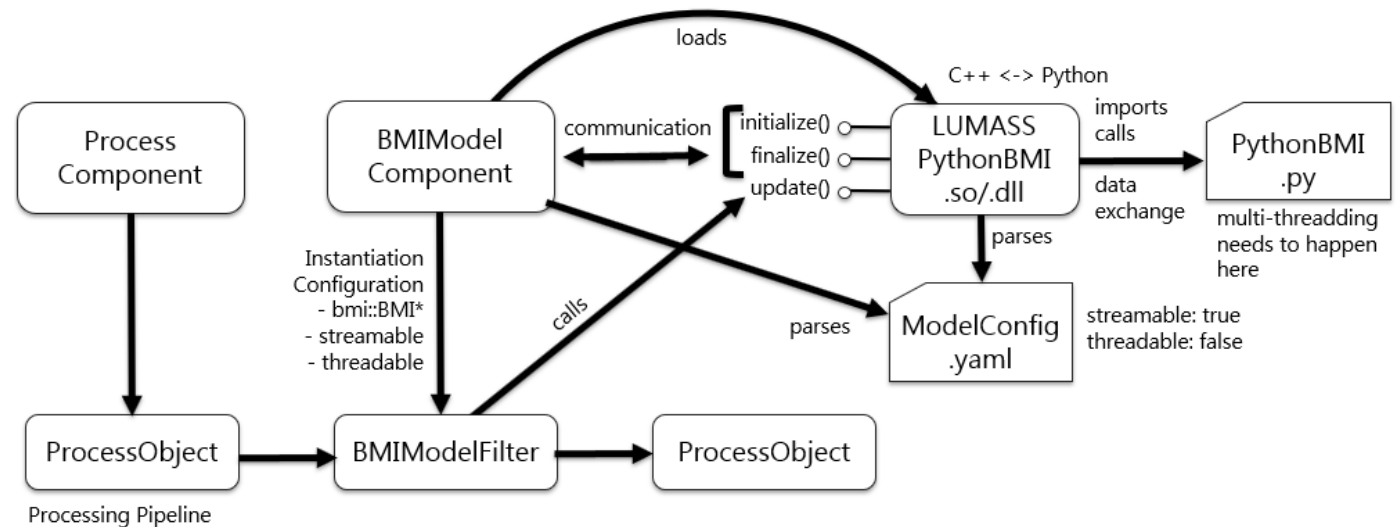 loads
C++ <-> Python
Process
Component
BMIModel
Component
communication
initialize()
finalize()
update()
LUMASS
PythonBMI
.so/.dll
imports
calls
data
exchange
PythonBMI
.py
multi-threadding
needs to happen
here
Instantiation
Configuration
- bmi::BMI*
- streamable
- threadable
calls
parses
parses
ModelConfig
.yaml
streamable: true
threadable: false
ProcessObject
BMIModelFilter
ProcessObject
Processing Pipeline